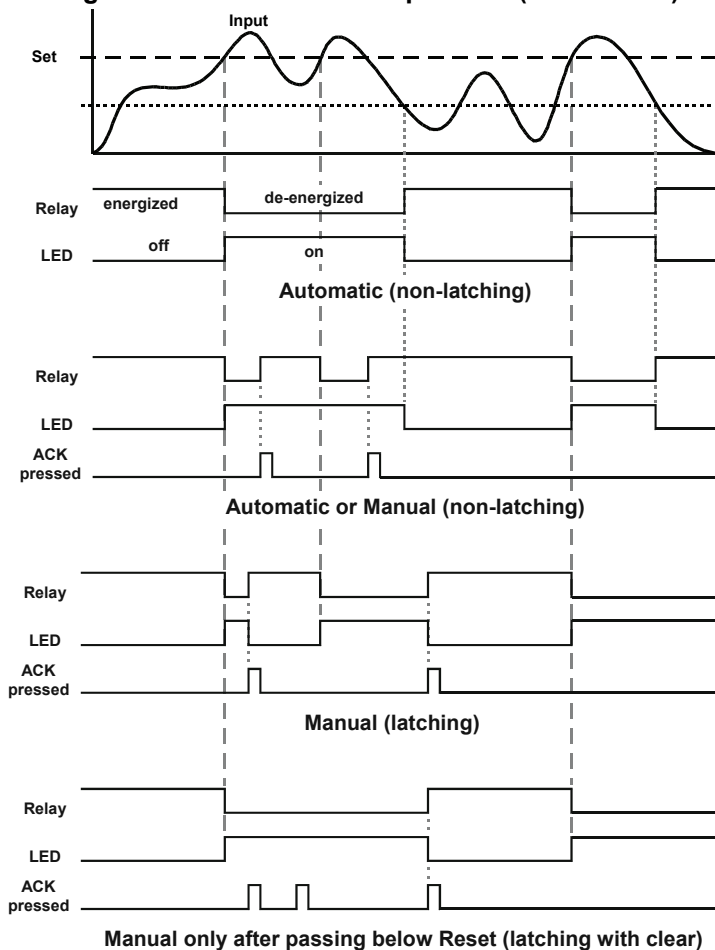 Input
Set
Relay
energized
de-energized
LED
off
on
Automatic (non-latching)
Relay
LED
ACK
pressed
Automatic or Manual (non-latching)
Relay
LED
ACK
pressed
Manual (latching)
Relay
LED
ACK
pressed
Manual only after passing below Reset (latching with clear)